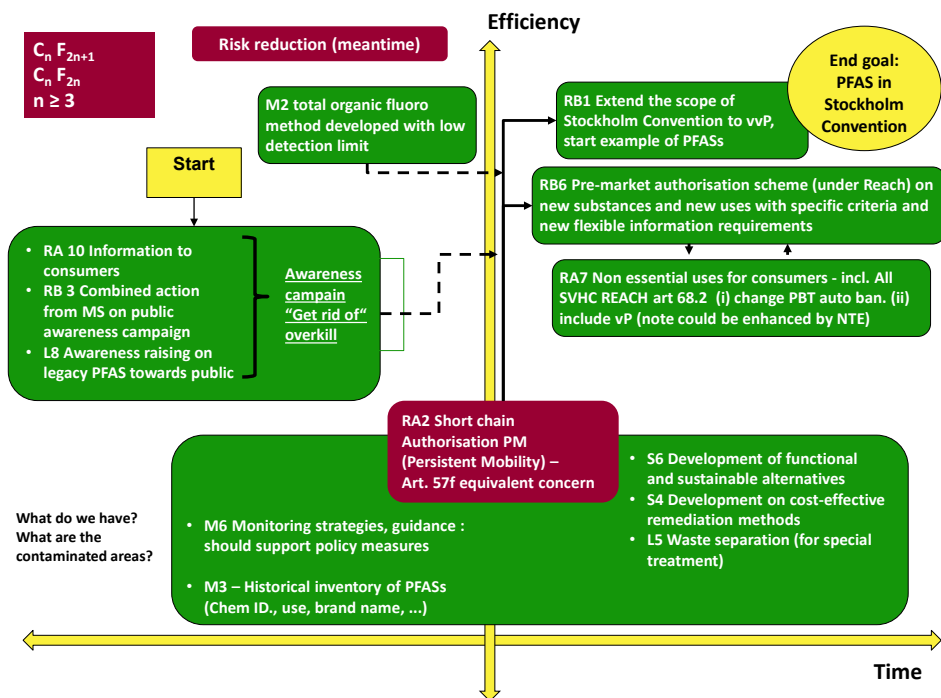 Efficiency
C_n F_2n+1
C_n F_2n
n ≥ 3
Risk reduction (meantime)
End goal:
PFAS in
Stockholm
Convention
M2 total organic fluoro
method developed with low
detection limit
RB1 Extend the scope of
Stockholm Convention to vvP,
start example of PFASs
Start
RB6 Pre-market authorisation scheme (under Reach) on
new substances and new uses with specific criteria and
new flexible information requirements
• RA 10 Information to
consumers
• RB 3 Combined action
from MS on public
awareness campaign
• L8 Awareness raising on
legacy PFAS towards public
Awareness
campain
“Get rid of“
overkill
RA7 Non essential uses for consumers - incl. All
SVHC REACH art 68.2 (i) change PBT auto ban. (ii)
include vP (note could be enhanced by NTE)
RA2 Short chain
Authorisation PM
(Persistent Mobility) –
Art. 57f equivalent concern
• S6 Development of functional
and sustainable alternatives
• S4 Development on cost-effective
remediation methods
• L5 Waste separation (for special
treatment)
What do we have?
What are the
contaminated areas?
• M6 Monitoring strategies, guidance :
should support policy measures
• M3 – Historical inventory of PFASs
(Chem ID., use, brand name, ...)
Time